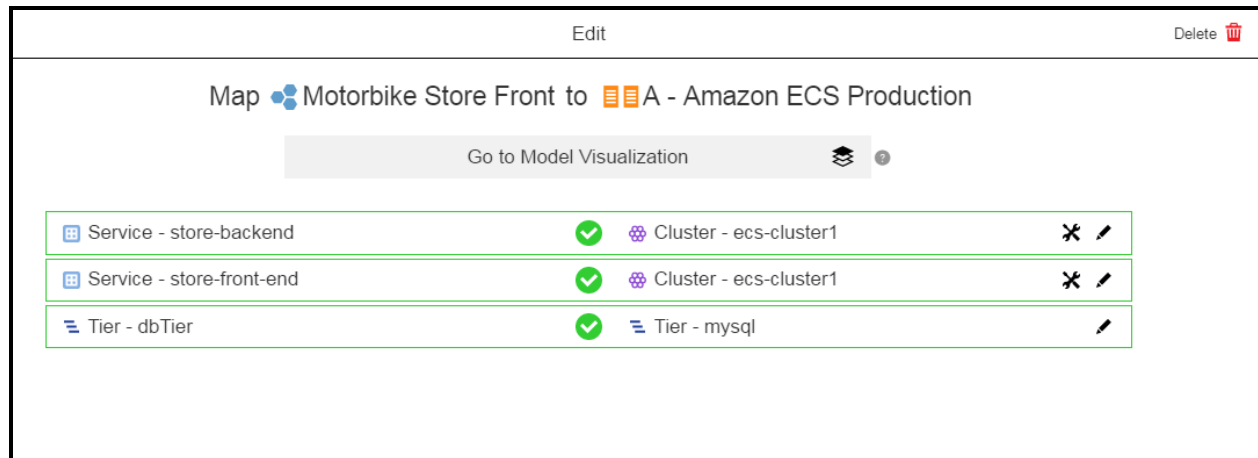 Edit
Delete
Map Motorbike Store Front to A - Amazon ECS Production
Go to Model Visualization ?
Service - store-backend Cluster - ecs-cluster1
Service - store-front-end Cluster - ecs-cluster1
Tier - dbTier Tier - mysql